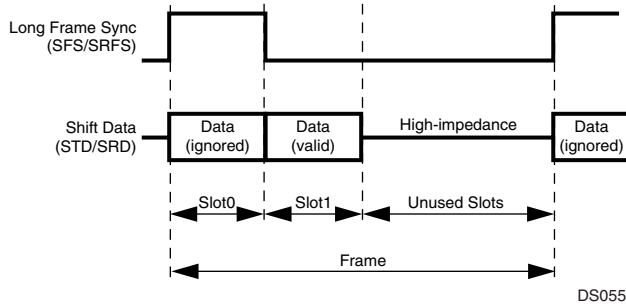 Long Frame Sync
(SFS/SRFS)
Shift Data
(STD/SRD)
Data
(ignored)
Data
(valid)
High-impedance
Data
(ignored)
Slot0
Slot1
Unused Slots
Frame
DS055